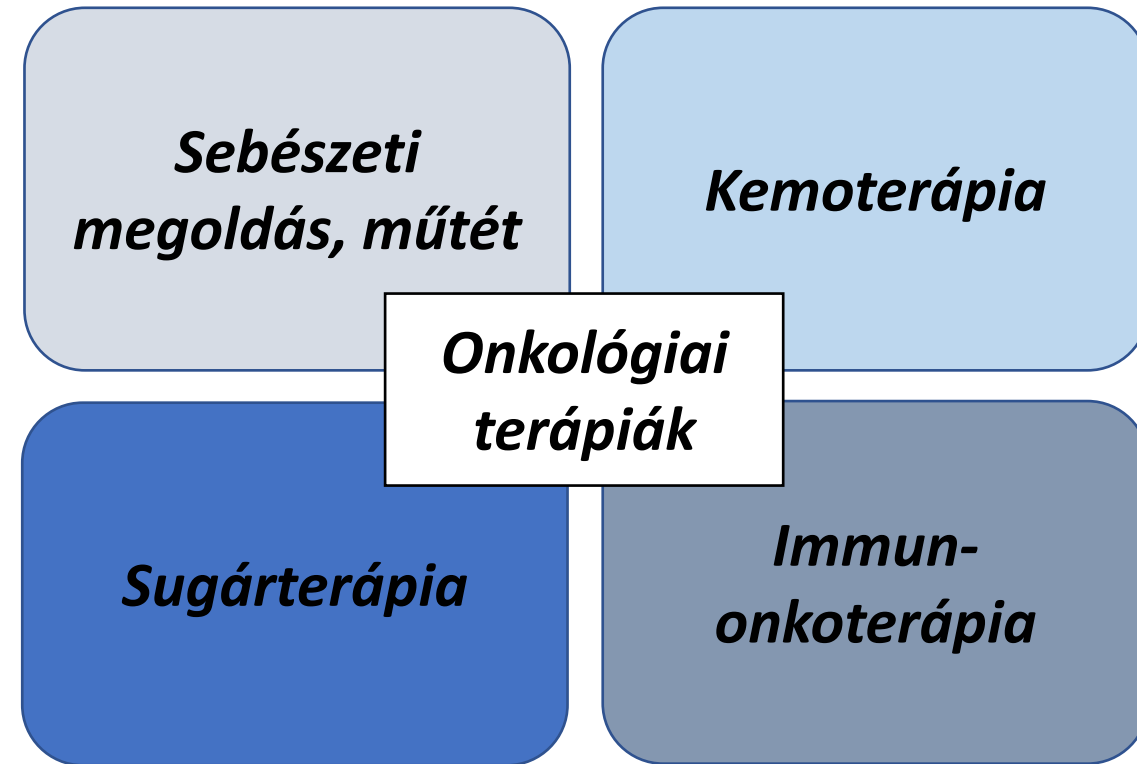 Sebészeti
megoldás, műtét
Kemoterápia
Onkológiai
terápiák
Sugárterápia
Immun-
onkoterápia